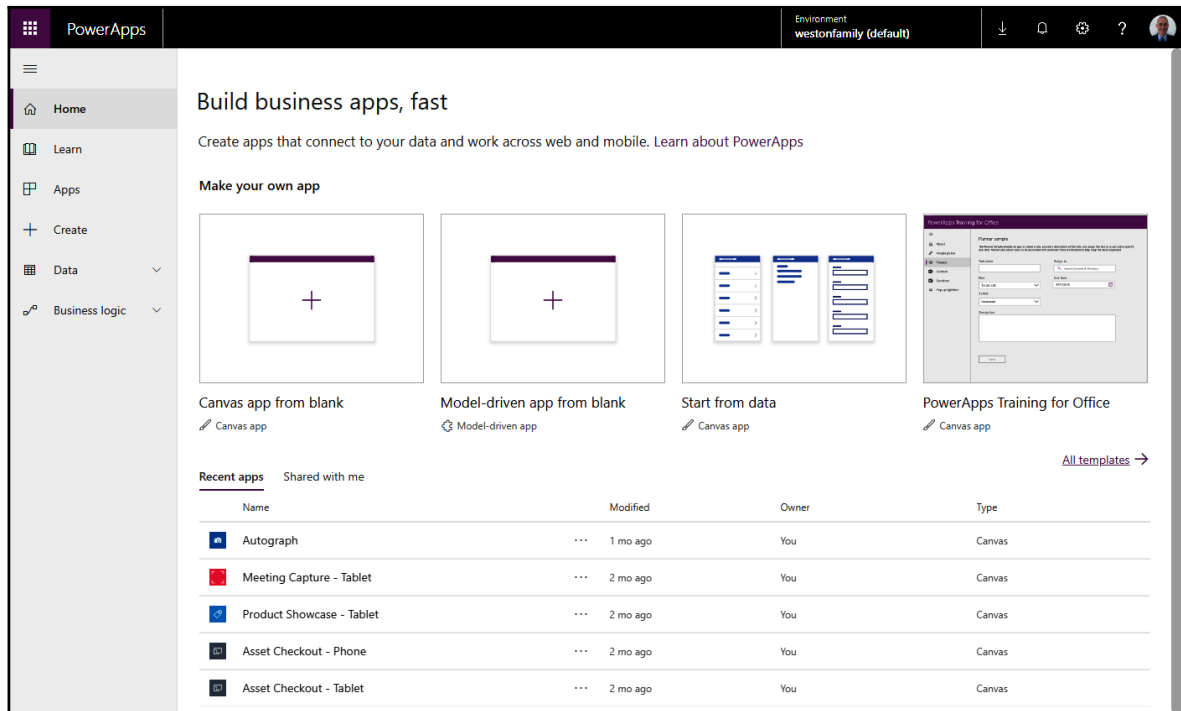 PowerApps
Environment
westonfamily (default)
?
Home
Learn
Apps
Create
Data
Business logic
Build business apps, fast
Create apps that connect to your data and work across web and mobile. Learn about PowerApps
Make your own app
PowerApps Training for Office
Planner sample
Canvas app from blank
Canvas app
Model-driven app from blank
Model-driven app
Start from data
Canvas app
PowerApps Training for Office
Canvas app
All templates
Recent apps Shared with me
Name Modified Owner Type
Autograph ... 1 mo ago You Canvas
Meeting Capture - Tablet ... 2 mo ago You Canvas
Product Showcase - Tablet ... 2 mo ago You Canvas
Asset Checkout - Phone ... 2 mo ago You Canvas
Asset Checkout - Tablet ... 2 mo ago You Canvas